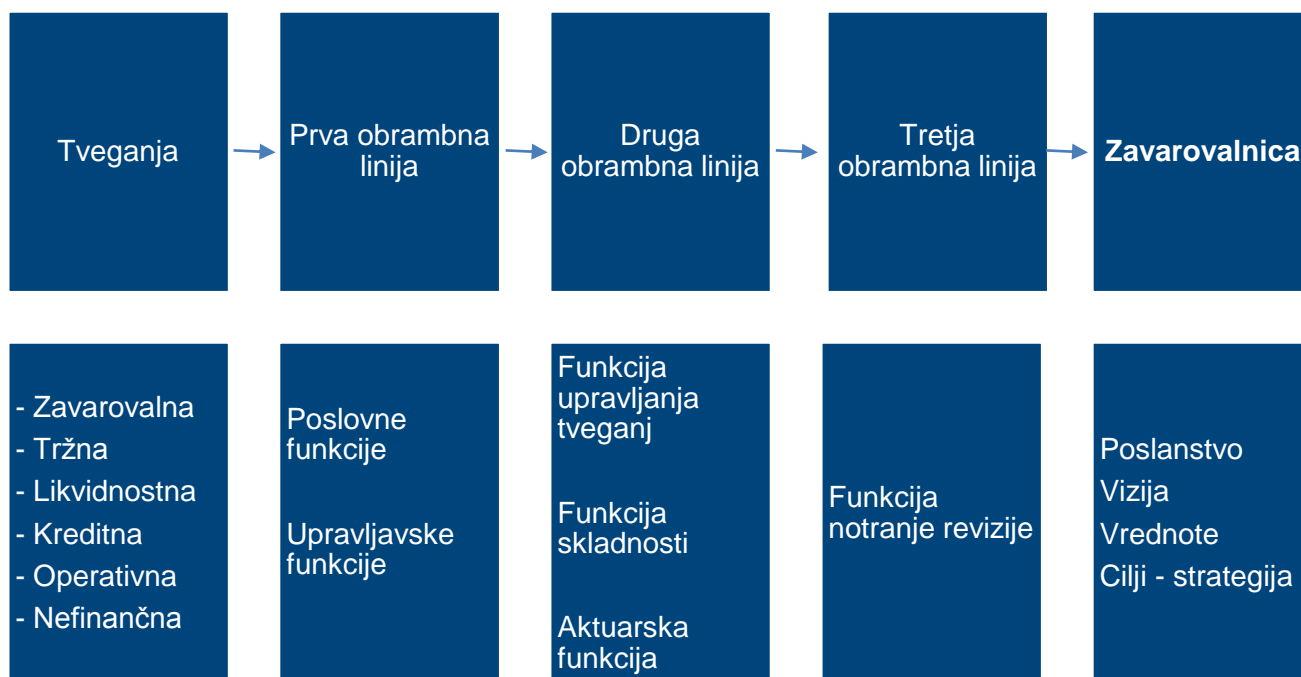 Tveganja
Prva obrambna
linija
Druga
obrambna linija
Tretja
obrambna linija
Zavarovalnica
- Zavarovalna
- Tržna
- Likvidnostna
- Kreditna
- Operativna
- Nefinančna
Poslovne
funkcije
Upravljavske
funkcije
Funkcija
upravljanja
tveganj
Funkcija
skladnosti
Aktuarska
funkcija
Funkcija
notranje revizije
Poslanstvo
Vizija
Vrednote
Cilji - strategija